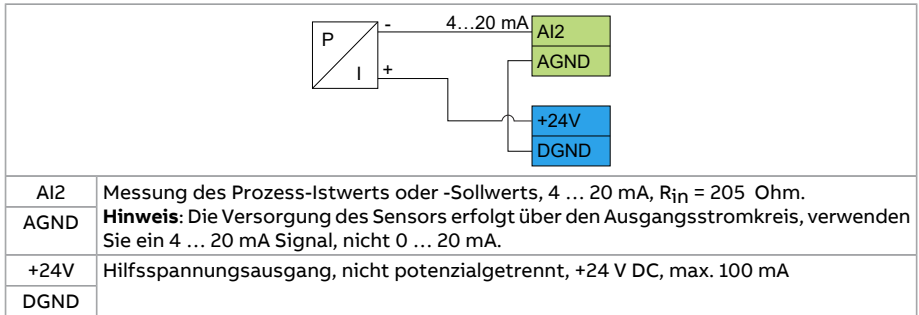 P
I
-
+
4…20 mA
AI2
AGND
+24V
DGND
AI2
Messung des Prozess-Istwerts oder -Sollwerts, 4 … 20 mA, Rin = 205 Ohm.
AGND
Hinweis: Die Versorgung des Sensors erfolgt über den Ausgangsstromkreis, verwenden
Sie ein 4 … 20 mA Signal, nicht 0 … 20 mA.
+24V
Hilfsspannungsausgang, nicht potenzialgetrennt, +24 V DC, max. 100 mA
DGND